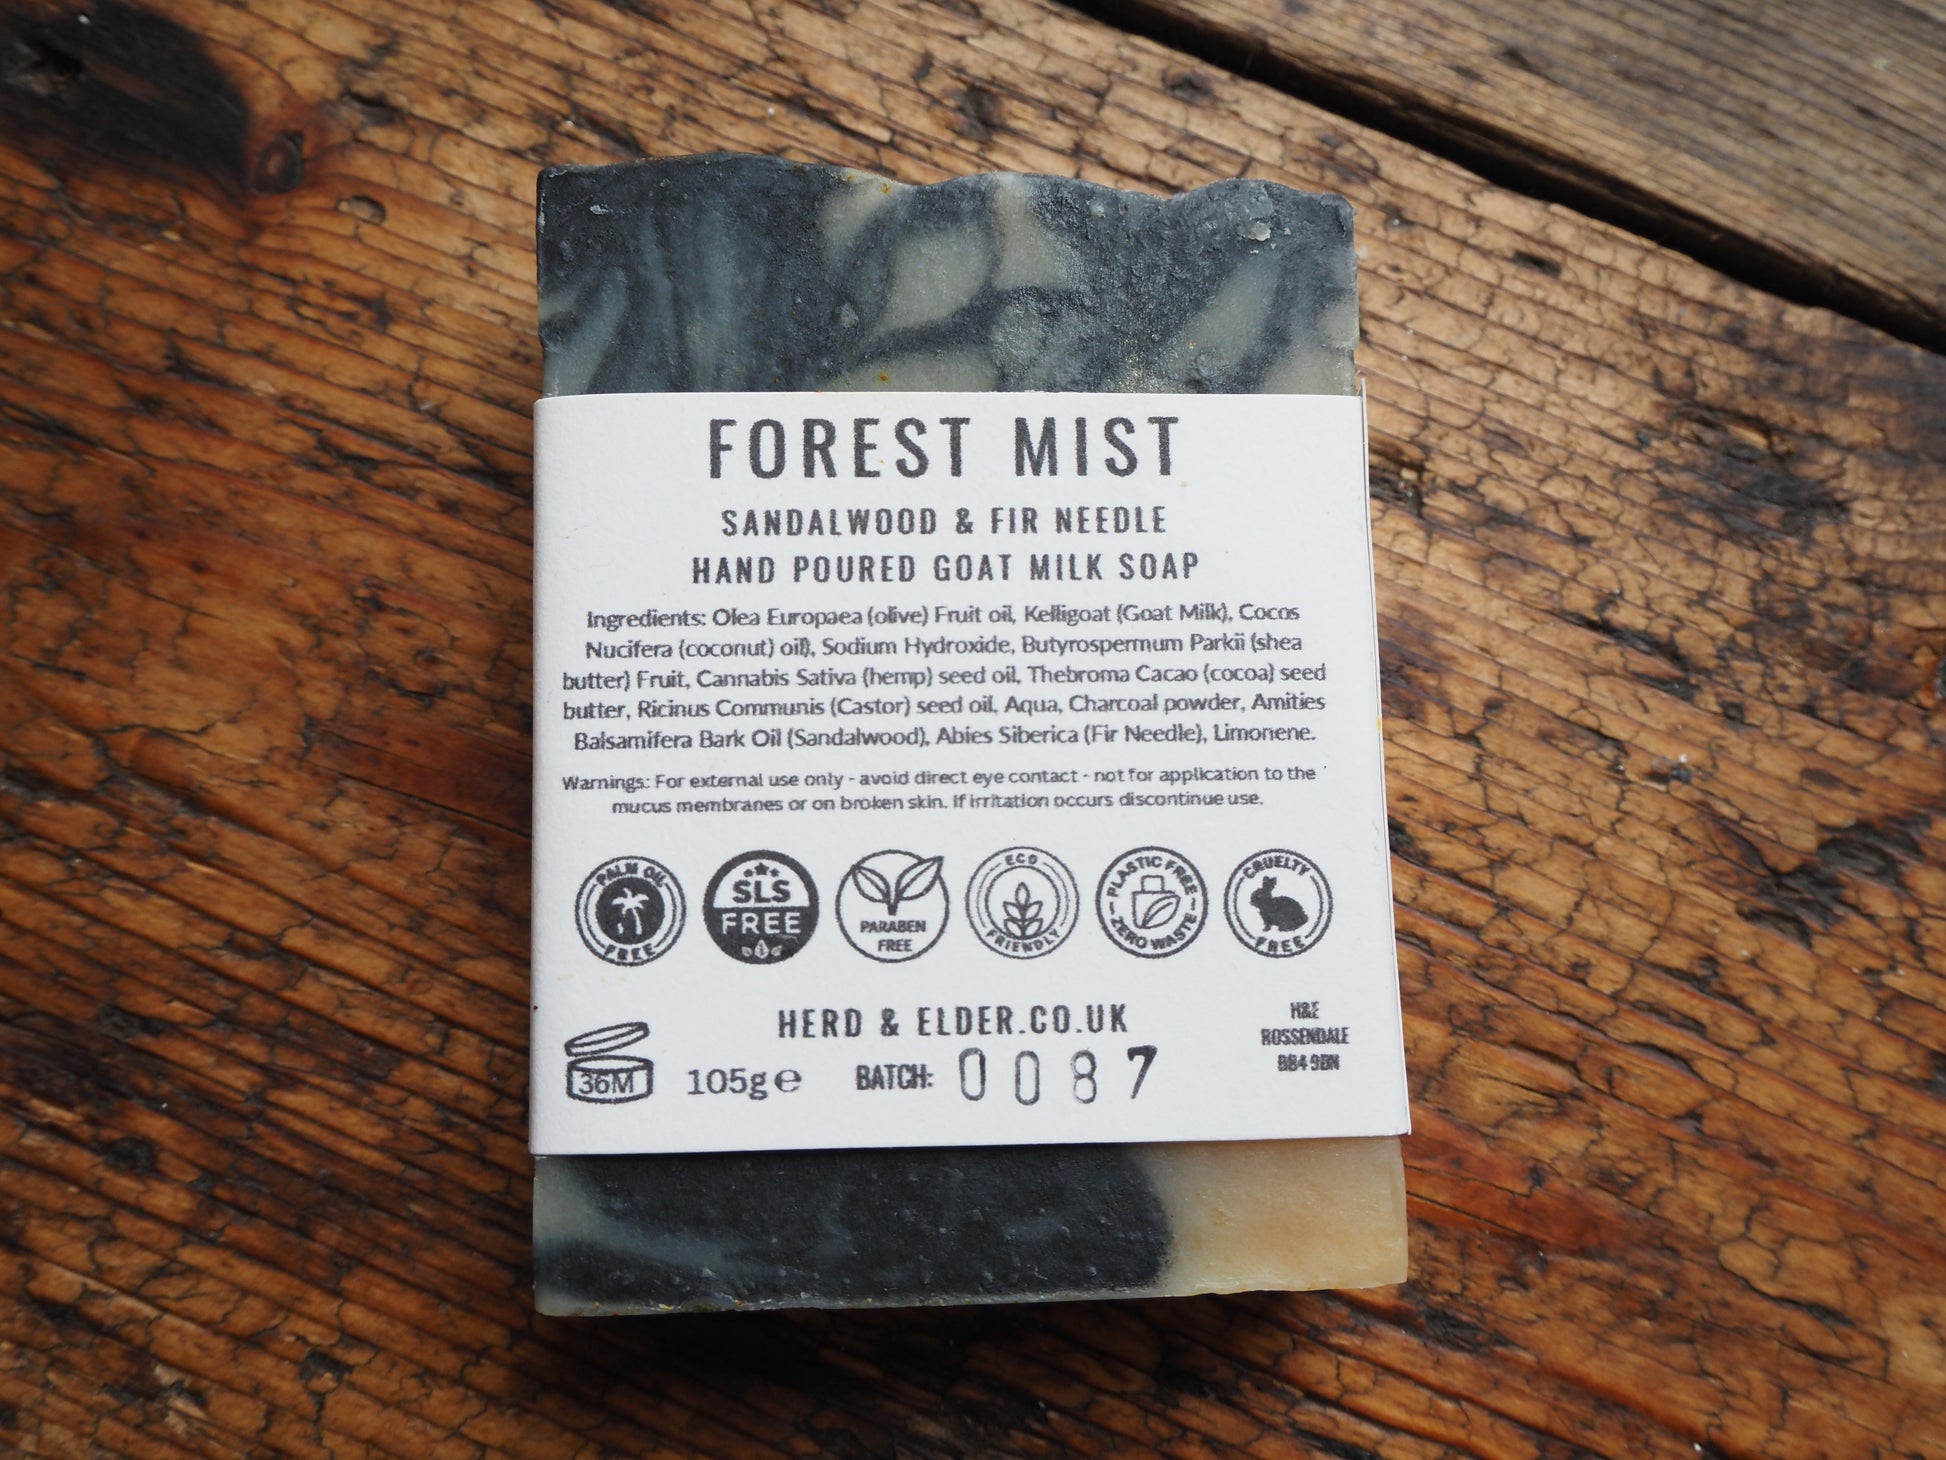 FOREST MIST
SANDALWOOD & FIR NEEDLE
HAND POURED GOAT MILK SOAP
Ingredients: Olea Europaea (olive) Fruit oil, Kelligoat (Goat Milk), Cocos
Nucifera (coconut) oil), Sodium Hydroxide, Butyrospermum Parkii (shea
butter) Fruit, Cannabis Sativa (hemp) seed oil, Thebroma Cacao (cocoa) seed
butter, Ricinus Communis (Castor) seed oil, Aqua, Charcoal powder, Amities
Balsamifera Bark Oil (Sandalwood), Abies Siberica (Fir Needle), Limonene.
Warnings: For external use only - avoid direct eye contact - not for application to the
mucus membranes or on broken skin. If irritation occurs discontinue use.
PALM OIL
FREE
SLS
FREE
PARABEN
FREE
ECO
FRIENDLY
PLASTIC FREE
ZERO WASTE
CRUELTY
FREE
HERD & ELDER.CO.UK
36M
105g e
BATCH: 0087
H&E
ROSSENDALE
BB4 9DN